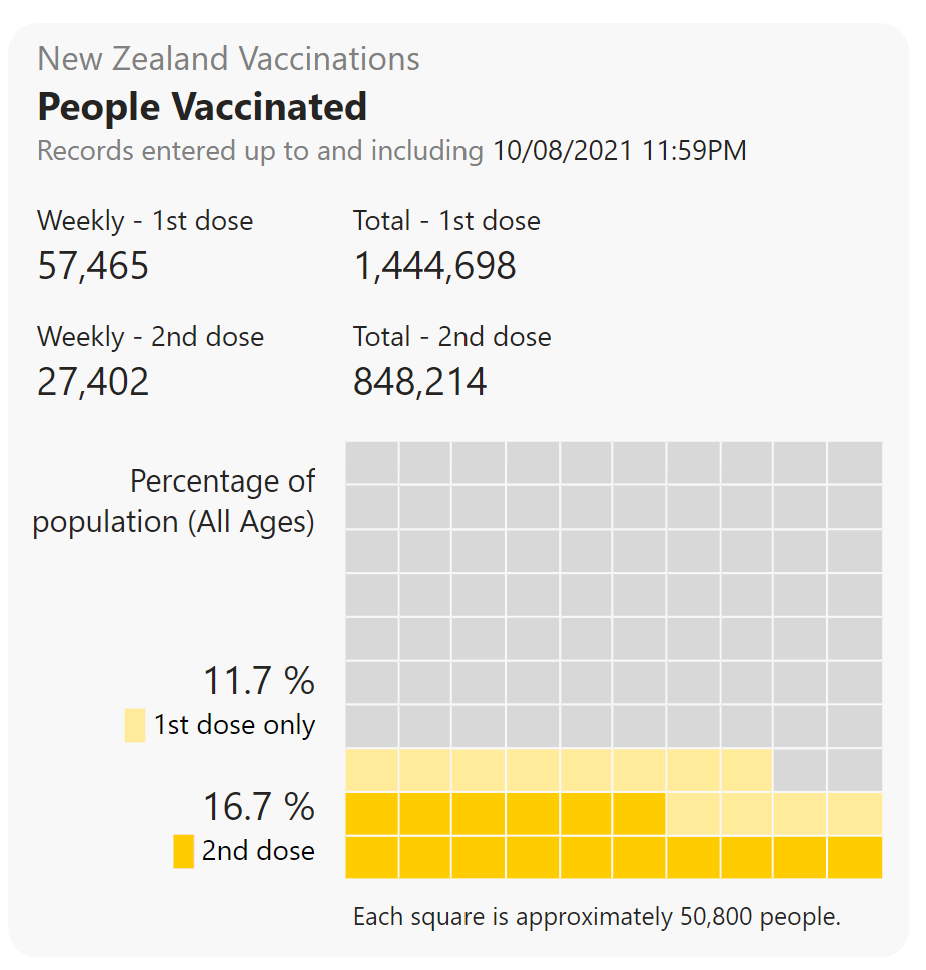 New Zealand Vaccinations
People Vaccinated
Records entered up to and including 10/08/2021 11:59PM
Weekly - 1st dose
57,465
Total - 1st dose
1,444,698
Weekly - 2nd dose
27,402
Total - 2nd dose
848,214
Percentage of
population (All Ages)
11.7 %
1st dose only
16.7 %
2nd dose
Each square is approximately 50,800 people.